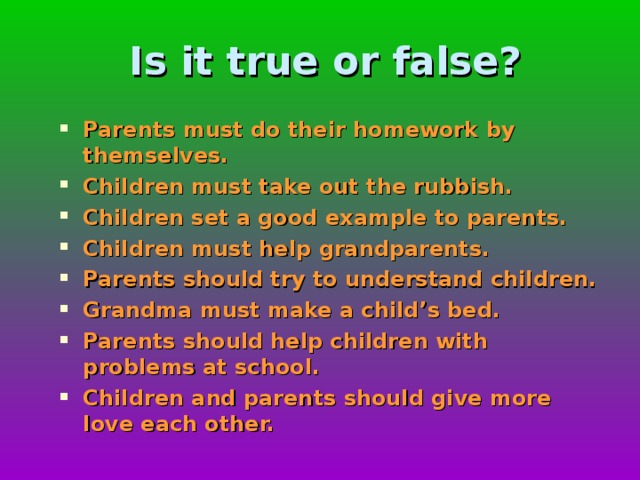 Is it true or false?
Parents must do their homework by
themselves.
Children must take out the rubbish.
Children set a good example to parents.
Children must help grandparents.
Parents should try to understand children.
Grandma must make a child’s bed.
Parents should help children with
problems at school.
Children and parents should give more
love each other.